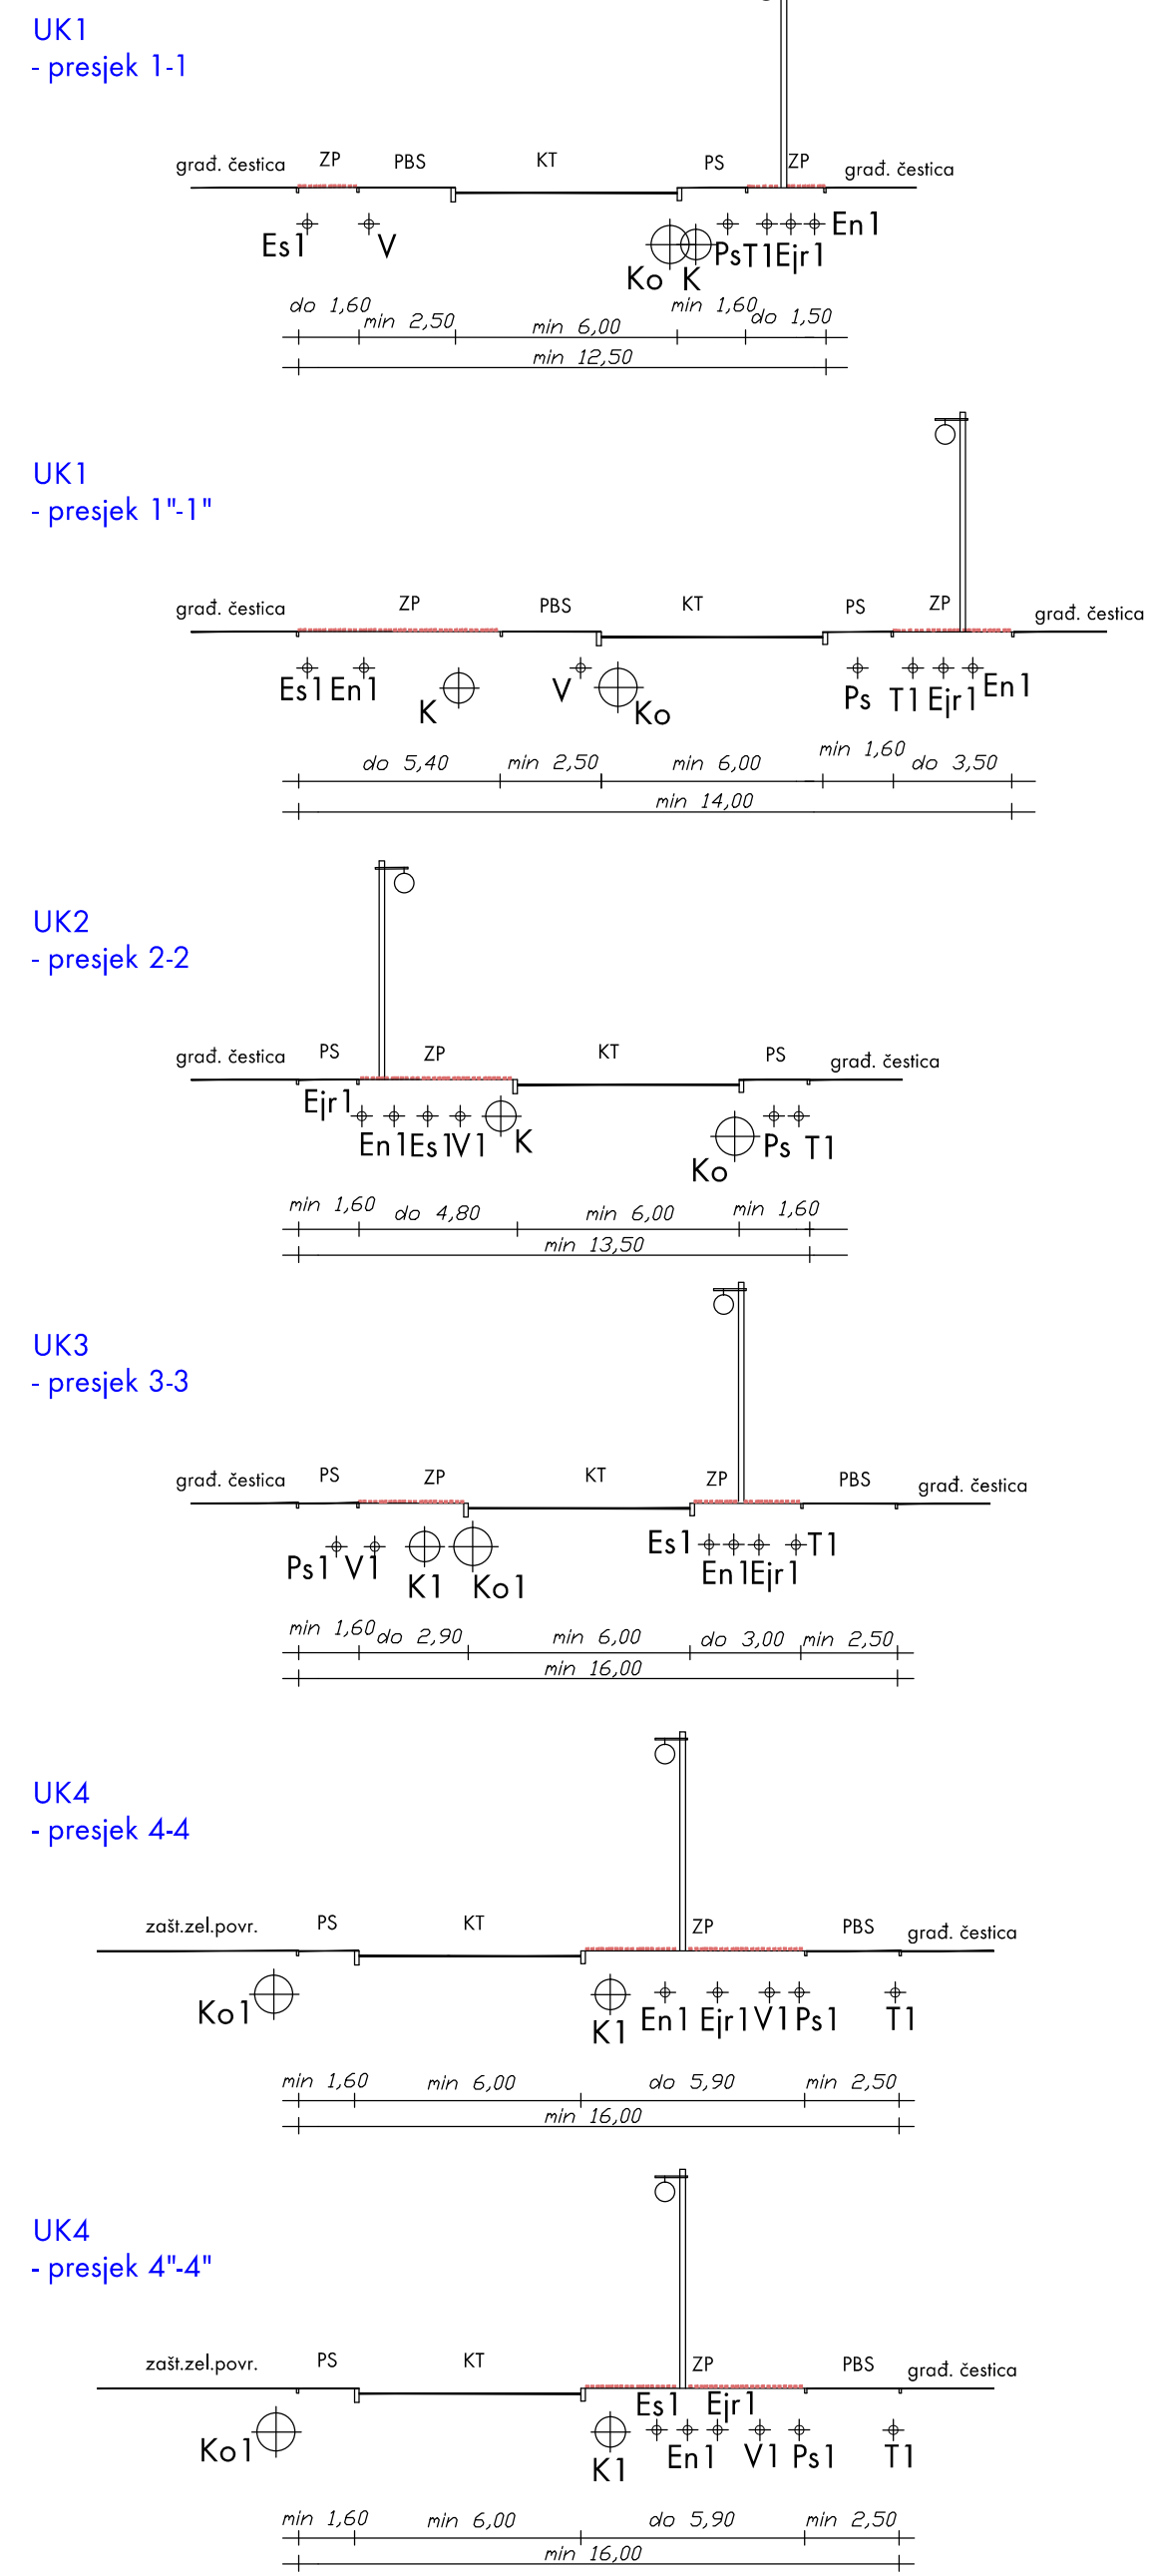 UK1
- presjek 1-1
građ. čestica ZP PBS KT PS ZP građ. čestica
Es1 V Ko K Ps T1 Ejr1 En1
do 1,60 min 2,50 min 6,00 min 1,60 do 1,50
min 12,50
UK1
- presjek 1"-1"
građ. čestica ZP PBS KT PS ZP građ. čestica
Es1 En1 K V Ko Ps T1 Ejr1 En1
do 5,40 min 2,50 min 6,00 min 1,60 do 3,50
min 14,00
UK2
- presjek 2-2
građ. čestica PS ZP KT PS građ. čestica
Ejr1 En1 Es1 V1 K Ko Ps T1
min 1,60 do 4,80 min 6,00 min 1,60
min 13,50
UK3
- presjek 3-3
građ. čestica PS ZP KT ZP PBS građ. čestica
Ps1 V1 K1 Ko1 Es1 En1 Ejr1 T1
min 1,60 do 2,90 min 6,00 do 3,00 min 2,50
min 16,00
UK4
- presjek 4-4
zašt.zel.povr. PS KT ZP PBS građ. čestica
Ko1 K1 En1 Ejr1 V1 Ps1 T1
min 1,60 min 6,00 do 5,90 min 2,50
min 16,00
UK4
- presjek 4"-4"
zašt.zel.povr. PS KT ZP PBS građ. čestica
Ko1 K1 Es1 En1 Ejr1 V1 Ps1 T1
min 1,60 min 6,00 do 5,90 min 2,50
min 16,00